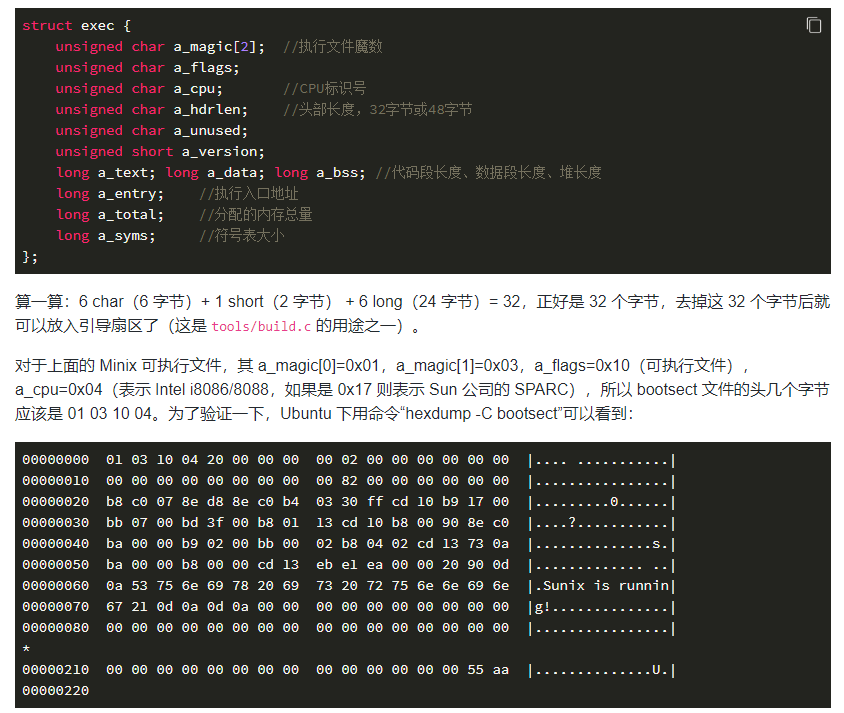 struct exec {
    unsigned char a_magic[2];  //执行文件魔数
    unsigned char a_flags;
    unsigned char a_cpu;       //CPU标识号
    unsigned char a_hdrlen;    //头部长度，32字节或48字节
    unsigned char a_unused;
    unsigned short a_version;
    long a_text; long a_data; long a_bss; //代码段长度、数据段长度、堆长度
    long a_entry;    //执行入口地址
    long a_total;    //分配的内存总量
    long a_syms;     //符号表大小
};
算一算：6 char（6 字节）+ 1 short（2 字节） + 6 long（24 字节）= 32，正好是 32 个字节，去掉这 32 个字节后就
可以放入引导扇区了（这是 tools/build.c 的用途之一）。
对于上面的 Minix 可执行文件，其 a_magic[0]=0x01，a_magic[1]=0x03，a_flags=0x10（可执行文件），
a_cpu=0x04（表示 Intel i8086/8088，如果是 0x17 则表示 Sun 公司的 SPARC），所以 bootsect 文件的头几个字节
应该是 01 03 10 04。为了验证一下，Ubuntu 下用命令“hexdump -C bootsect”可以看到：
00000000  01 03 10 04 20 00 00 00  00 02 00 00 00 00 00 00  |.... ...........|
00000010  00 00 00 00 00 00 00 00  00 82 00 00 00 00 00 00  |................|
00000020  b8 c0 07 8e d8 8e c0 b4  03 30 ff cd 10 b9 17 00  |.........0......|
00000030  bb 07 00 bd 3f 00 b8 01  13 cd 10 b8 00 90 8e c0  |....?...........|
00000040  ba 00 00 b9 02 00 bb 00  02 b8 04 02 cd 13 73 0a  |..............s.|
00000050  ba 00 00 b8 00 00 cd 13  eb e1 ea 00 00 20 90 0d  |............. ..|
00000060  0a 53 75 6e 69 78 20 69  73 20 72 75 6e 6e 69 6e  |.Sunix is runnin|
00000070  67 21 0d 0a 0d 0a 00 00  00 00 00 00 00 00 00 00  |g!..............|
00000080  00 00 00 00 00 00 00 00  00 00 00 00 00 00 00 00  |................|
*
00000210  00 00 00 00 00 00 00 00  00 00 00 00 00 00 55 aa  |..............U.|
00000220